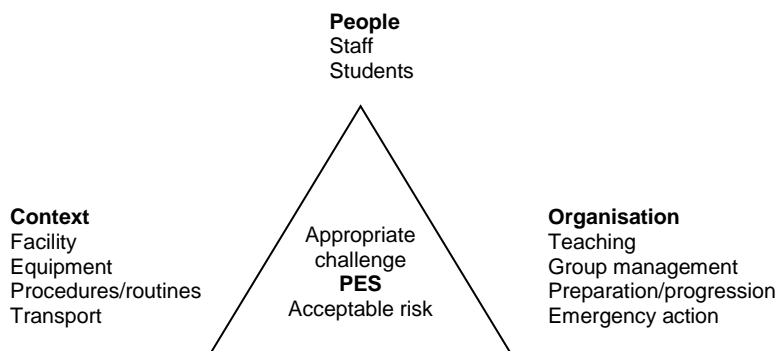 People
Staff
Students
Context
Facility
Equipment
Procedures/routines
Transport
Appropriate
challenge
PES
Acceptable risk
Organisation
Teaching
Group management
Preparation/progression
Emergency action